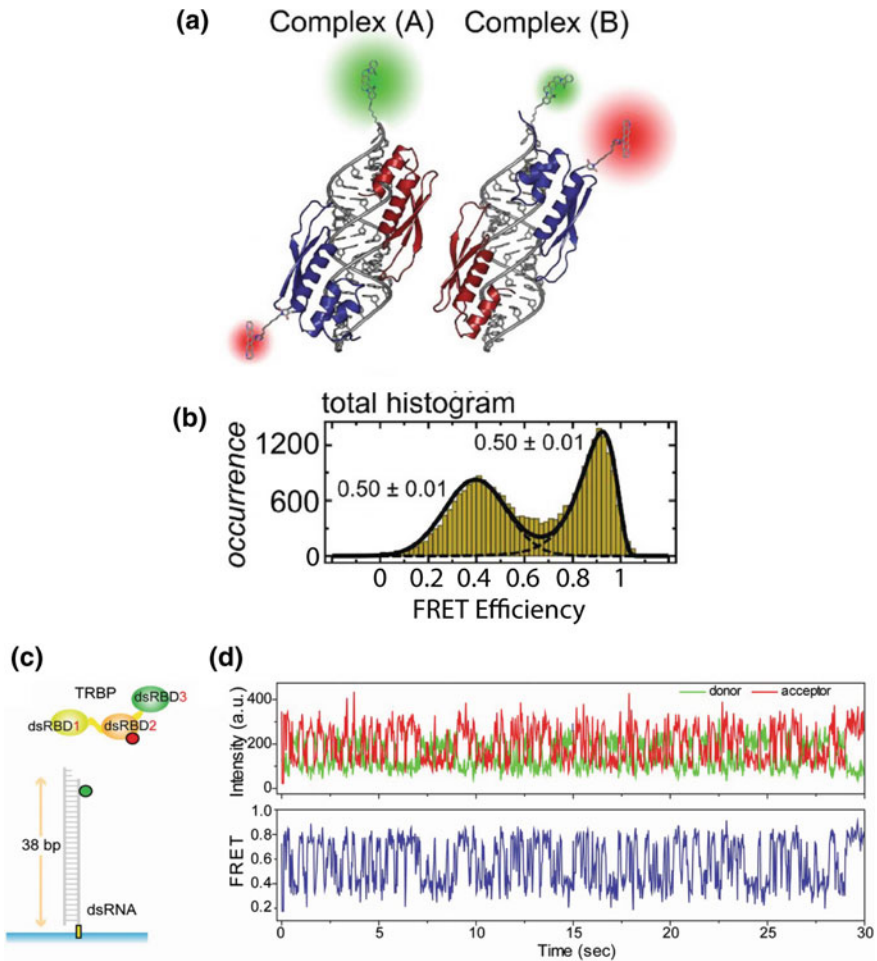 (a) Complex (A) Complex (B)
(b) total histogram
occurrence
1200
600
0
0.50 ± 0.01
0.50 ± 0.01
0 0.2 0.4 0.6 0.8 1
FRET Efficiency
(c)
TRBP
dsRBD3
dsRBD1
dsRBD2
38 bp
dsRNA
(d)
donor acceptor
Intensity (a.u.)
400
200
0
FRET
1.0
0.8
0.6
0.4
0.2
0 5 10 15 20 25 30
Time (sec)